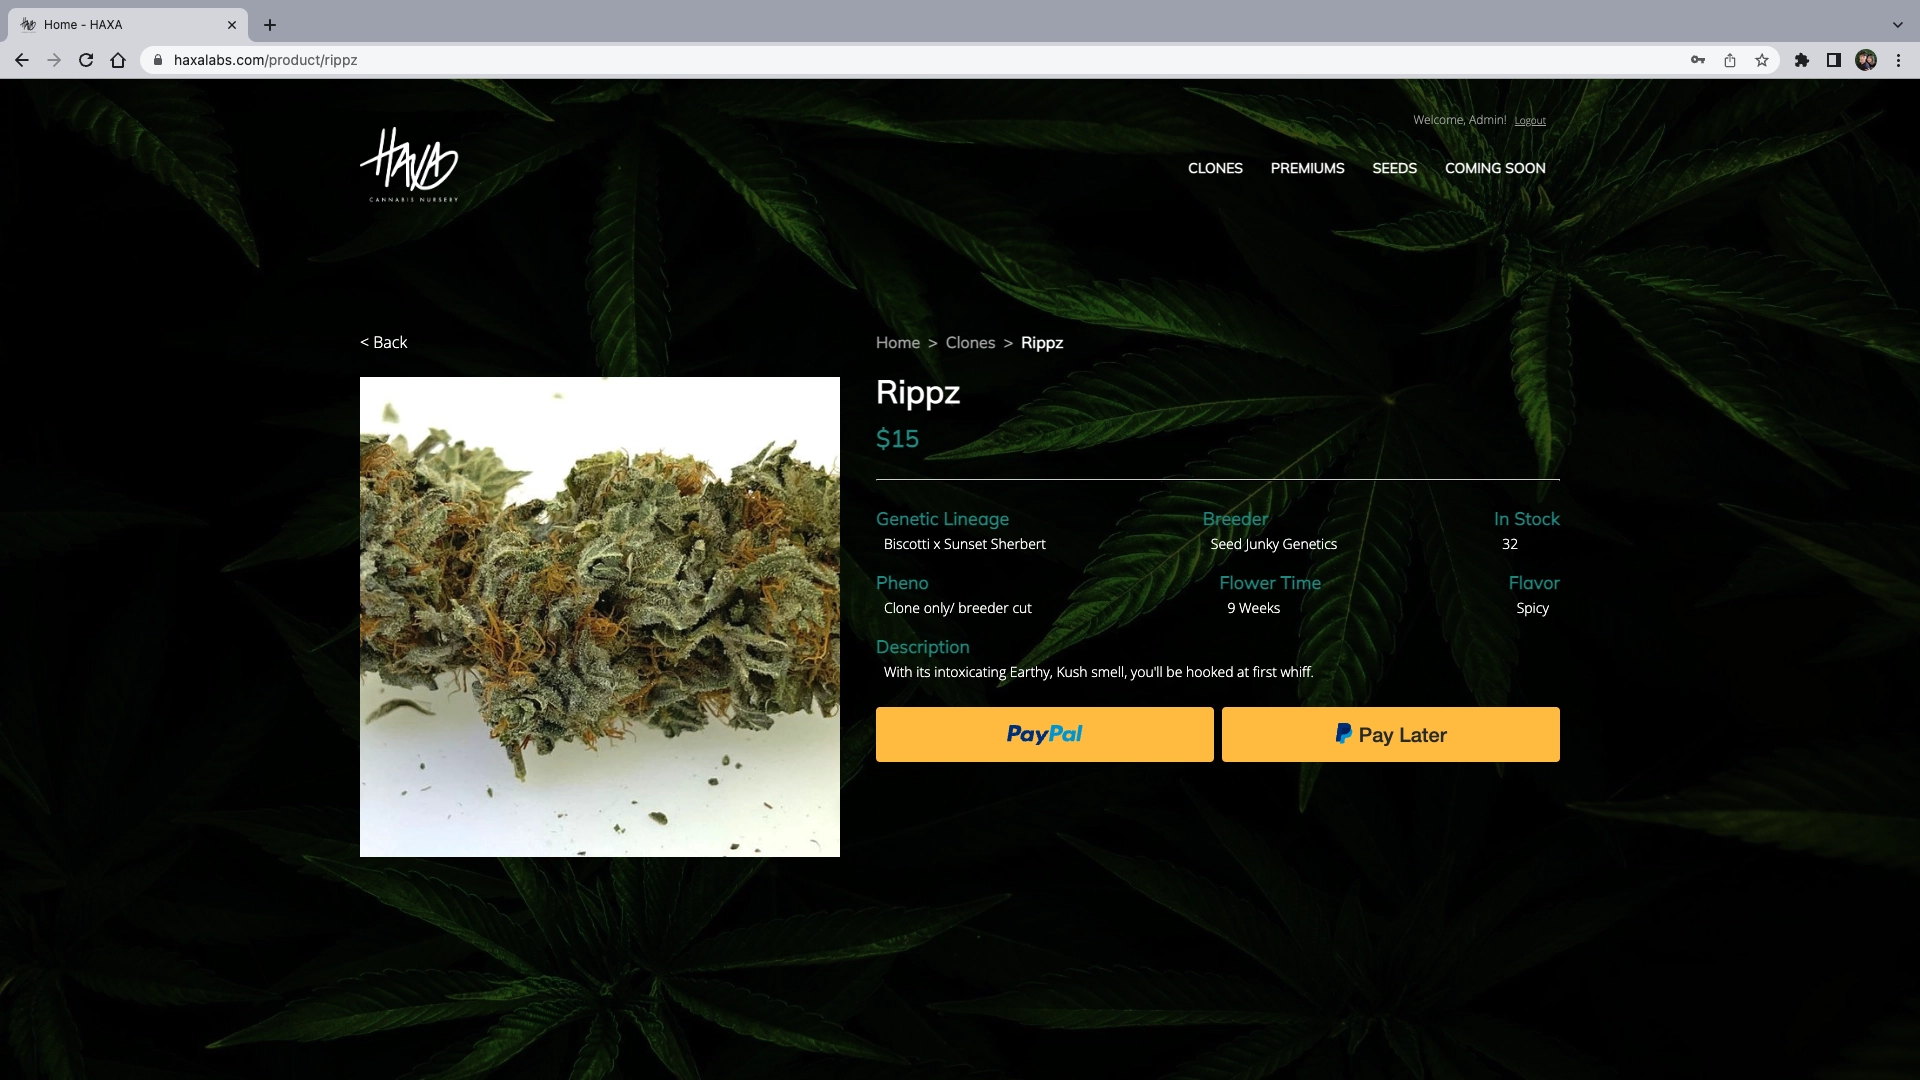 Home - HAXA
haxalabs.com/product/rippz
Welcome, Admin! Logout
HAXA
CANNABIS NURSERY
CLONES PREMIUMS SEEDS COMING SOON
< Back
Home > Clones > Rippz
Rippz
$15
Genetic Lineage Breeder In Stock
Biscotti x Sunset Sherbert Seed Junky Genetics 32
Pheno Flower Time Flavor
Clone only/ breeder cut 9 Weeks Spicy
Description
With its intoxicating Earthy, Kush smell, you'll be hooked at first whiff.
PayPal Pay Later